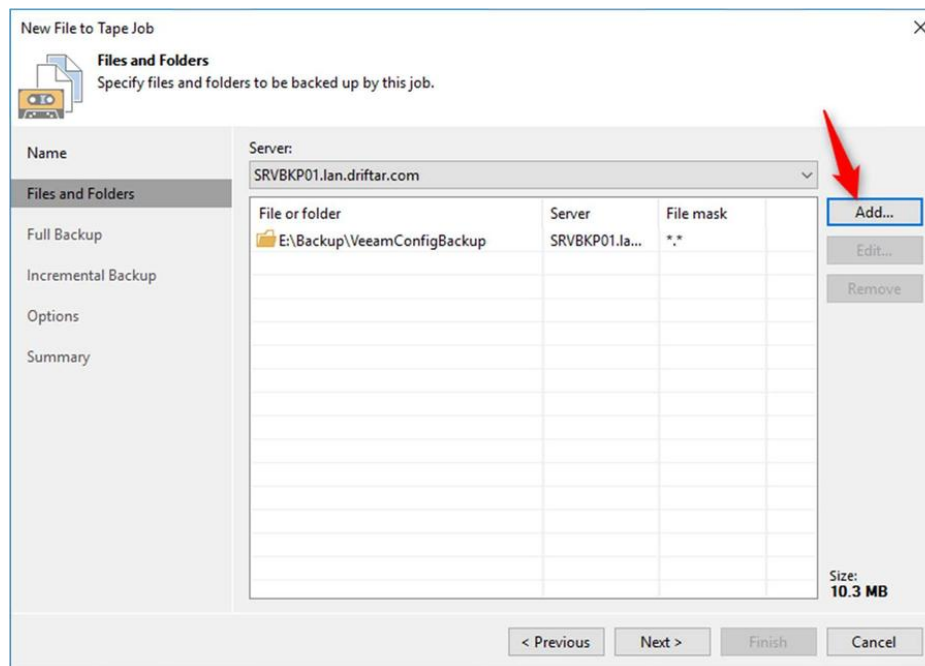 New File to Tape Job
Files and Folders
Specify files and folders to be backed up by this job.
Name
Files and Folders
Full Backup
Incremental Backup
Options
Summary
Server:
SRVBKP01.lan.driftar.com
File or folder Server File mask
E:\Backup\VeeamConfigBackup SRVBKP01.la... *.*
Add...
Edit...
Remove
Size:
10.3 MB
< Previous Next > Finish Cancel